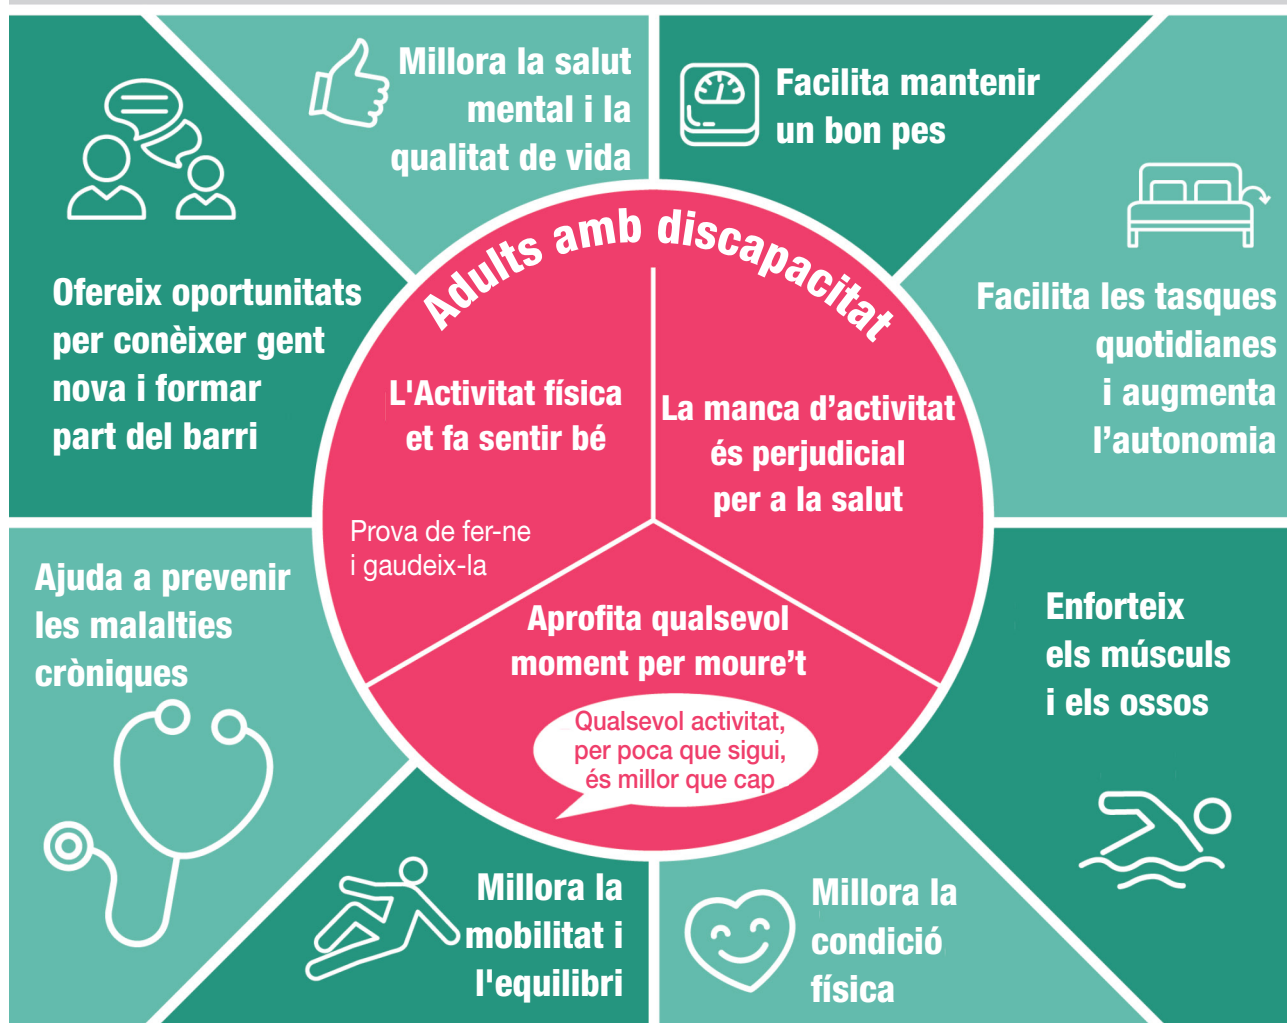 Millora la salut
mental i la
qualitat de vida
Facilita mantenir
un bon pes
Ofereix oportunitats
per conèixer gent
nova i formar
part del barri
Facilita les tasques
quotidianes
i augmenta
l’autonomia
Adults amb discapacitat
L'Activitat física
et fa sentir bé
Prova de fer-ne
i gaudeix-la
La manca d’activitat
és perjudicial
per a la salut
Aprofita qualsevol
moment per moure’t
Qualsevol activitat,
per poca que sigui,
és millor que cap
Ajuda a prevenir
les malalties
cròniques
Enforteix
els músculs
i els ossos
Millora la
mobilitat i
l'equilibri
Millora la
condició
física